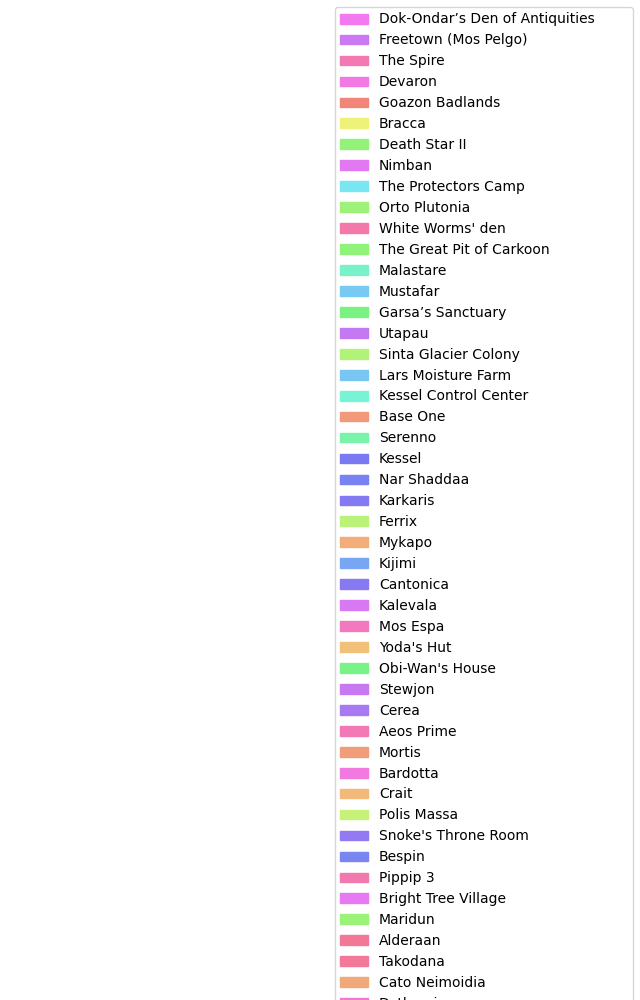 Dok-Ondar’s Den of Antiquities
Freetown (Mos Pelgo)
The Spire
Devaron
Goazon Badlands
Bracca
Death Star II
Nimban
The Protectors Camp
Orto Plutonia
White Worms' den
The Great Pit of Carkoon
Malastare
Mustafar
Garsa’s Sanctuary
Utapau
Sinta Glacier Colony
Lars Moisture Farm
Kessel Control Center
Base One
Serenno
Kessel
Nar Shaddaa
Karkaris
Ferrix
Mykapo
Kijimi
Cantonica
Kalevala
Mos Espa
Yoda's Hut
Obi-Wan's House
Stewjon
Cerea
Aeos Prime
Mortis
Bardotta
Crait
Polis Massa
Snoke's Throne Room
Bespin
Pippip 3
Bright Tree Village
Maridun
Alderaan
Takodana
Cato Neimoidia